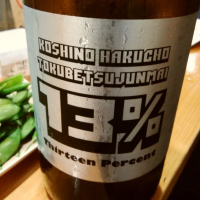 KOSHINO HAKUCHO
TOKUBETSUJUNMAI
13%
Thirteen Percent